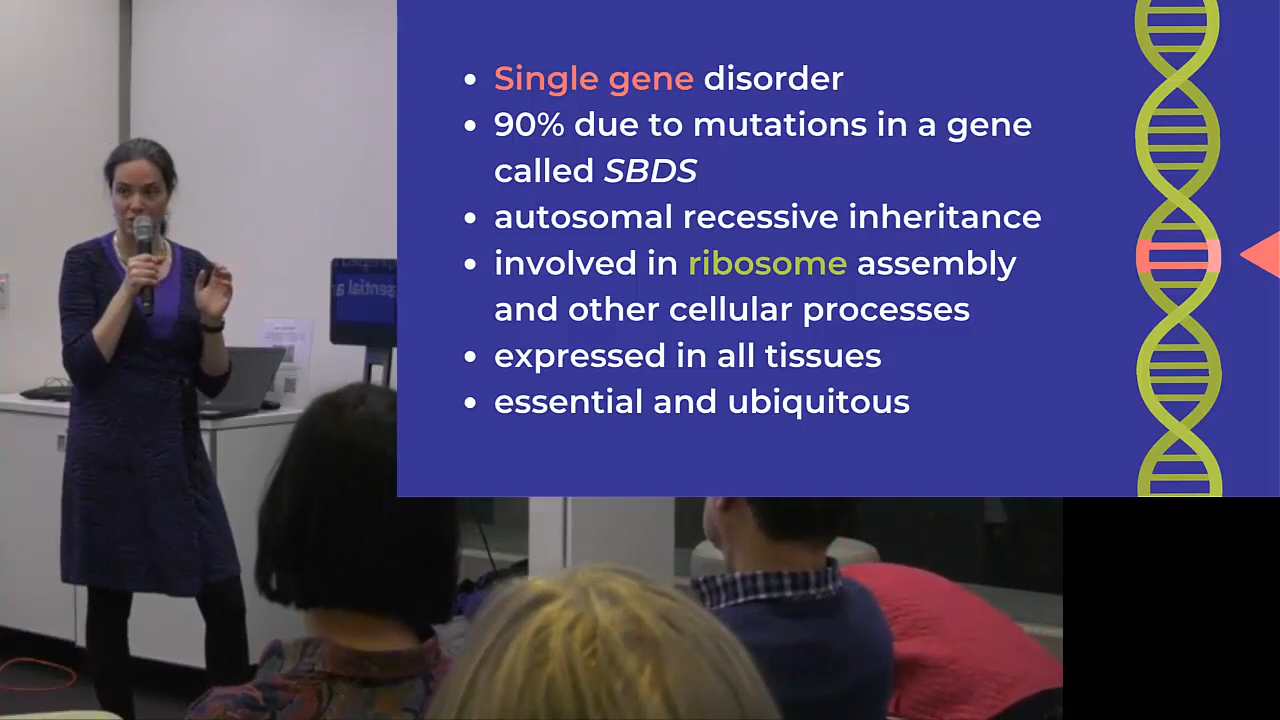 • Single gene disorder
• 90% due to mutations in a gene
called SBDS
• autosomal recessive inheritance
• involved in ribosome assembly
and other cellular processes
• expressed in all tissues
• essential and ubiquitous